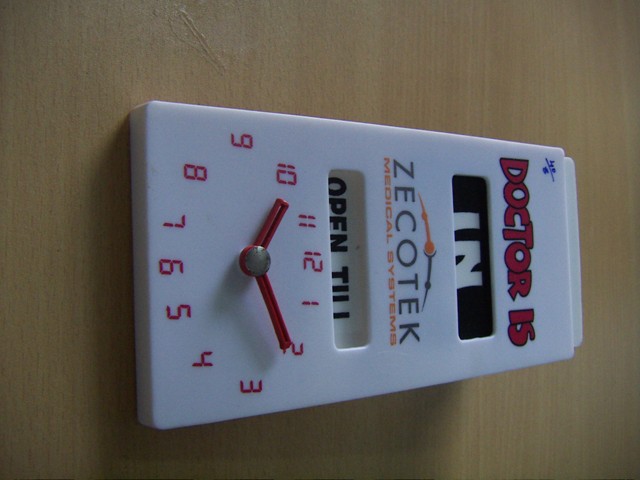 DOCTOR IS
IN
ZECOTEK
MEDICAL SYSTEMS
OPEN TILL
12
11
1
10
2
9
3
8
4
7
5
6